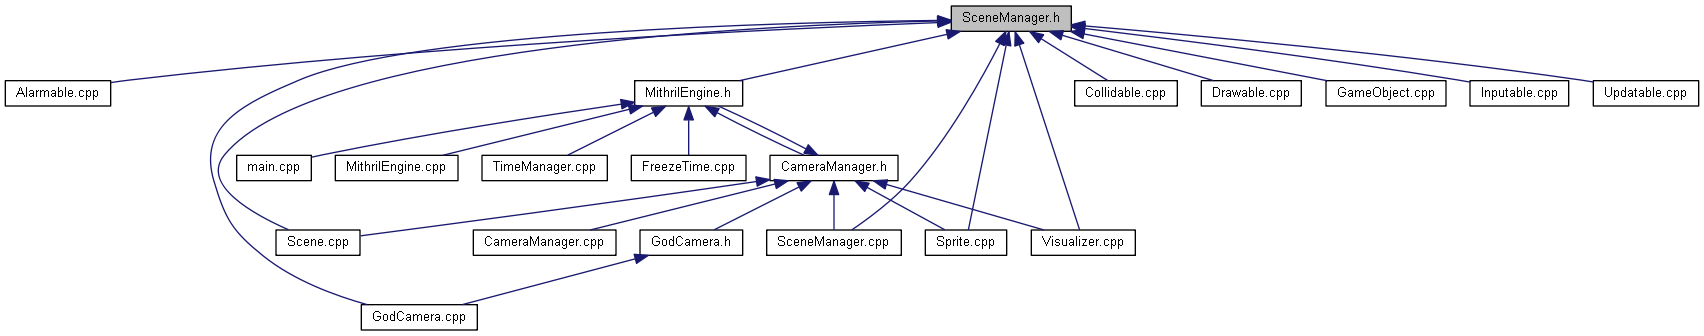 SceneManager.h
Alarmable.cpp
MithrilEngine.h
Collidable.cpp
Drawable.cpp
GameObject.cpp
Inputable.cpp
Updatable.cpp
main.cpp
MithrilEngine.cpp
TimeManager.cpp
FreezeTime.cpp
CameraManager.h
Scene.cpp
CameraManager.cpp
GodCamera.h
SceneManager.cpp
Sprite.cpp
Visualizer.cpp
GodCamera.cpp